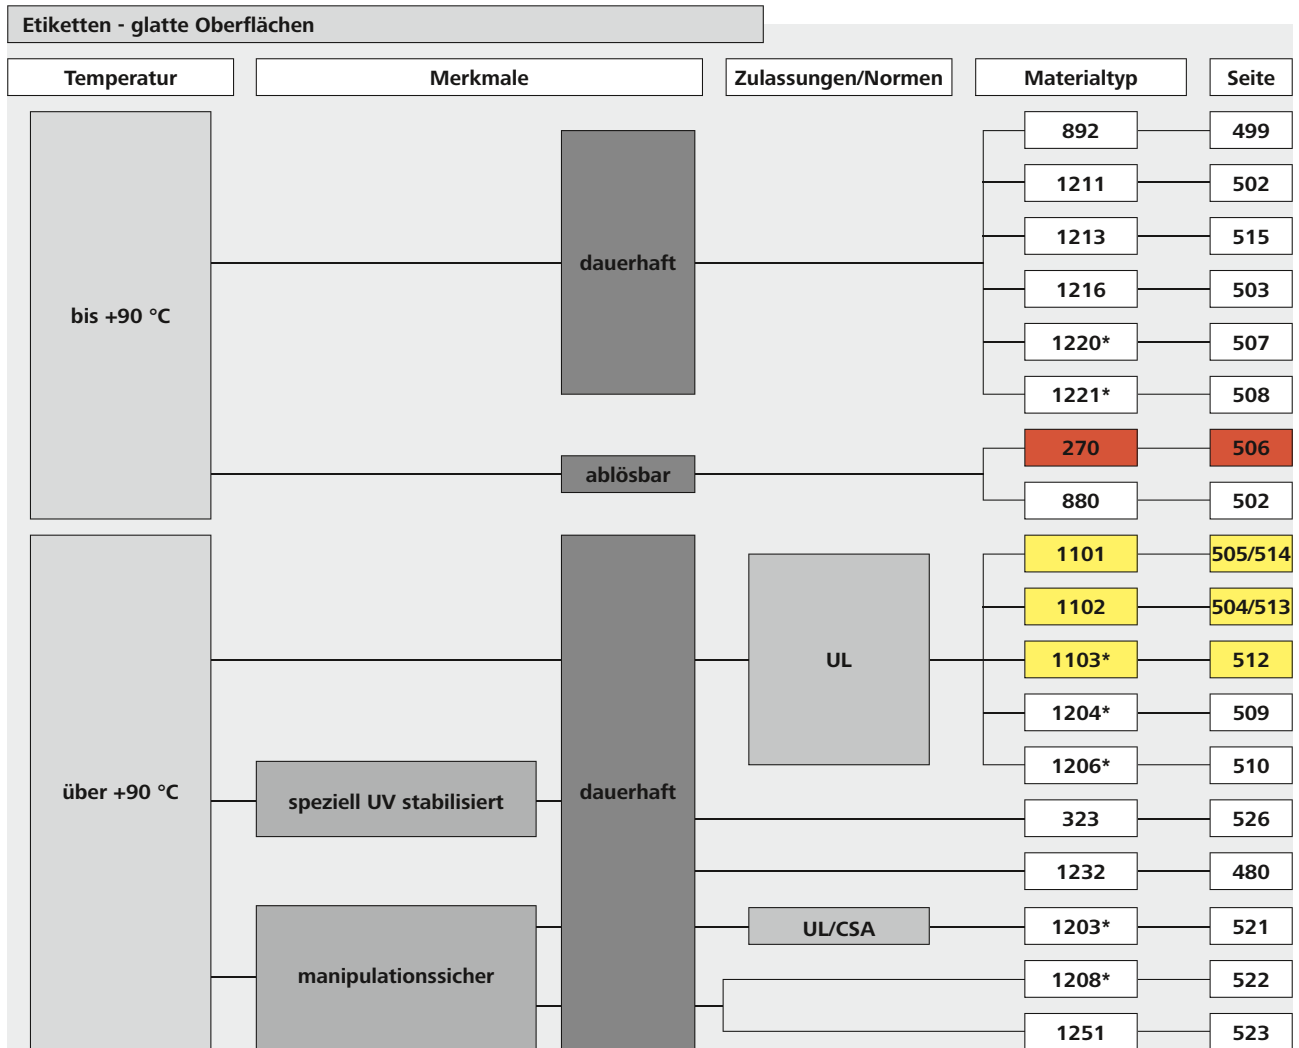 Etiketten - glatte Oberflächen
Temperatur Merkmale Zulassungen/Normen Materialtyp Seite
892 499
1211 502
1213 515
dauerhaft
1216 503
bis +90 °C
1220* 507
1221* 508
270 506
ablösbar
880 502
1101 505/514
1102 504/513
UL
1103* 512
1204* 509
1206* 510
über +90 °C
speziell UV stabilisiert
dauerhaft
323 526
1232 480
UL/CSA
1203* 521
manipulationssicher
1208* 522
1251 523